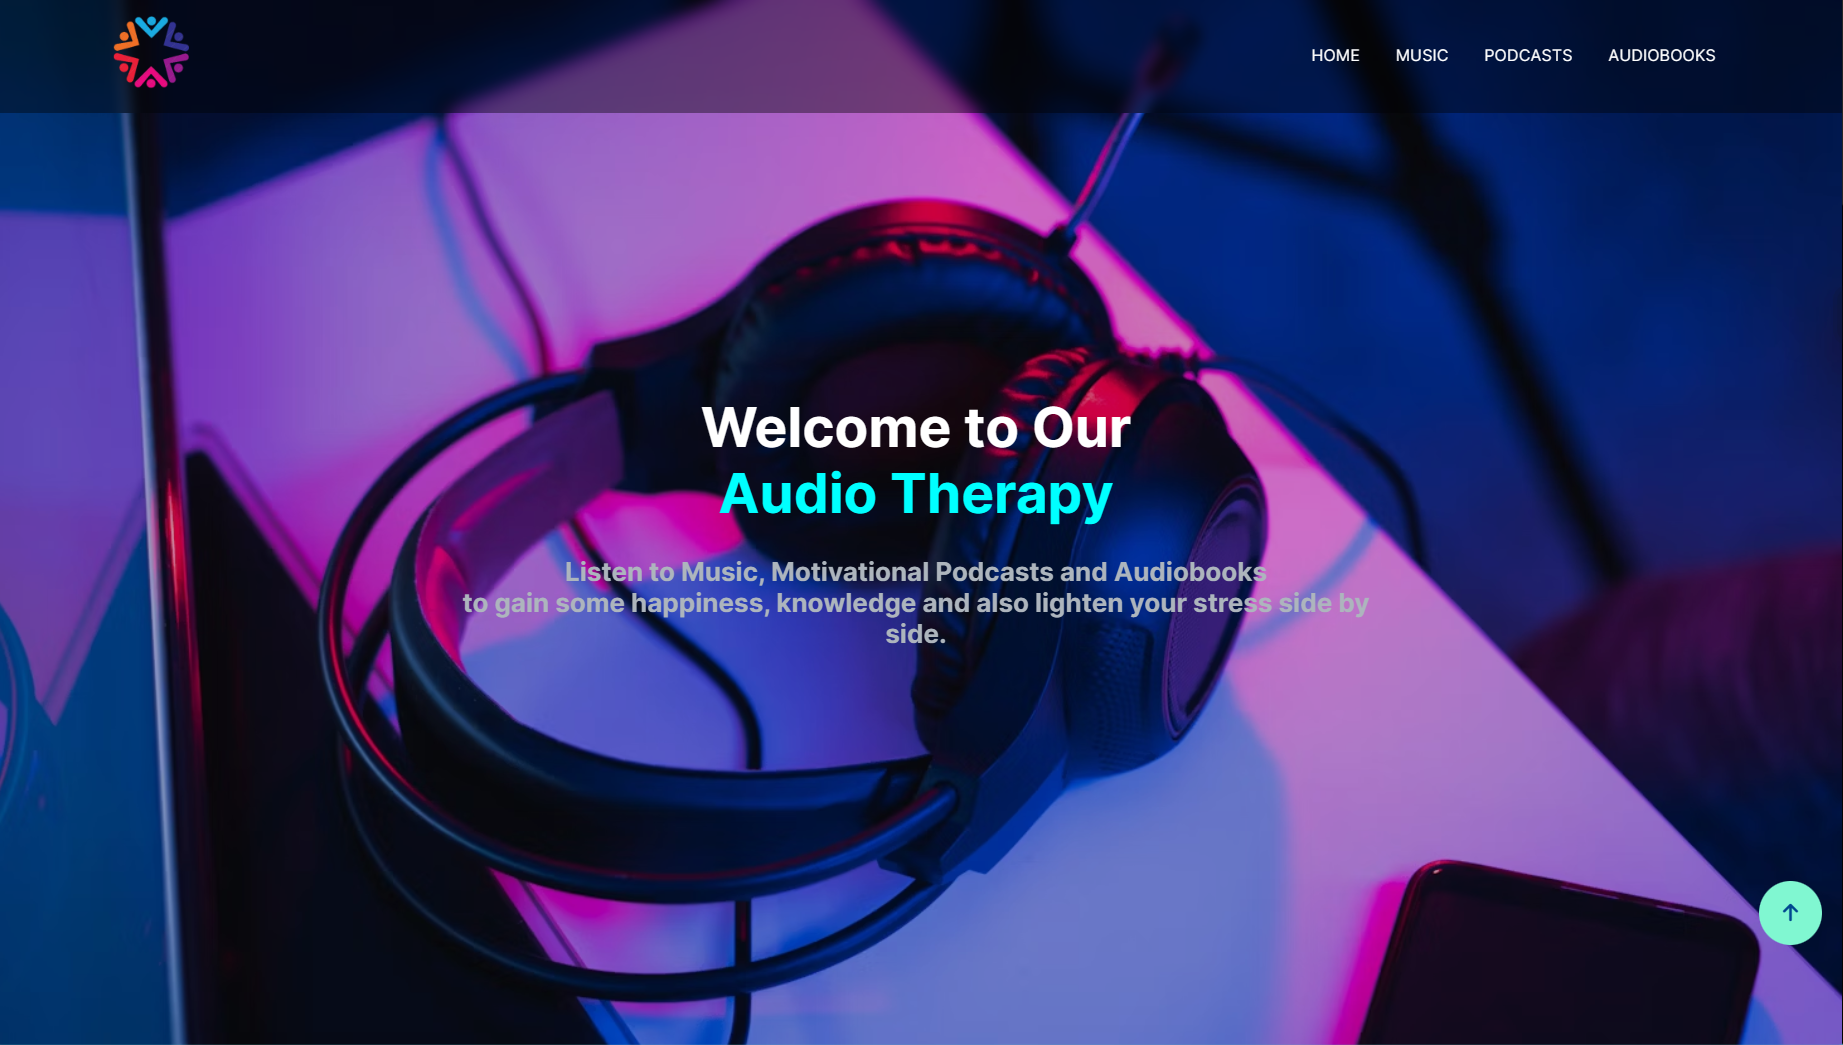 HOME MUSIC PODCASTS AUDIOBOOKS
Welcome to Our
Audio Therapy
Listen to Music, Motivational Podcasts and Audiobooks
to gain some happiness, knowledge and also lighten your stress side by
side.